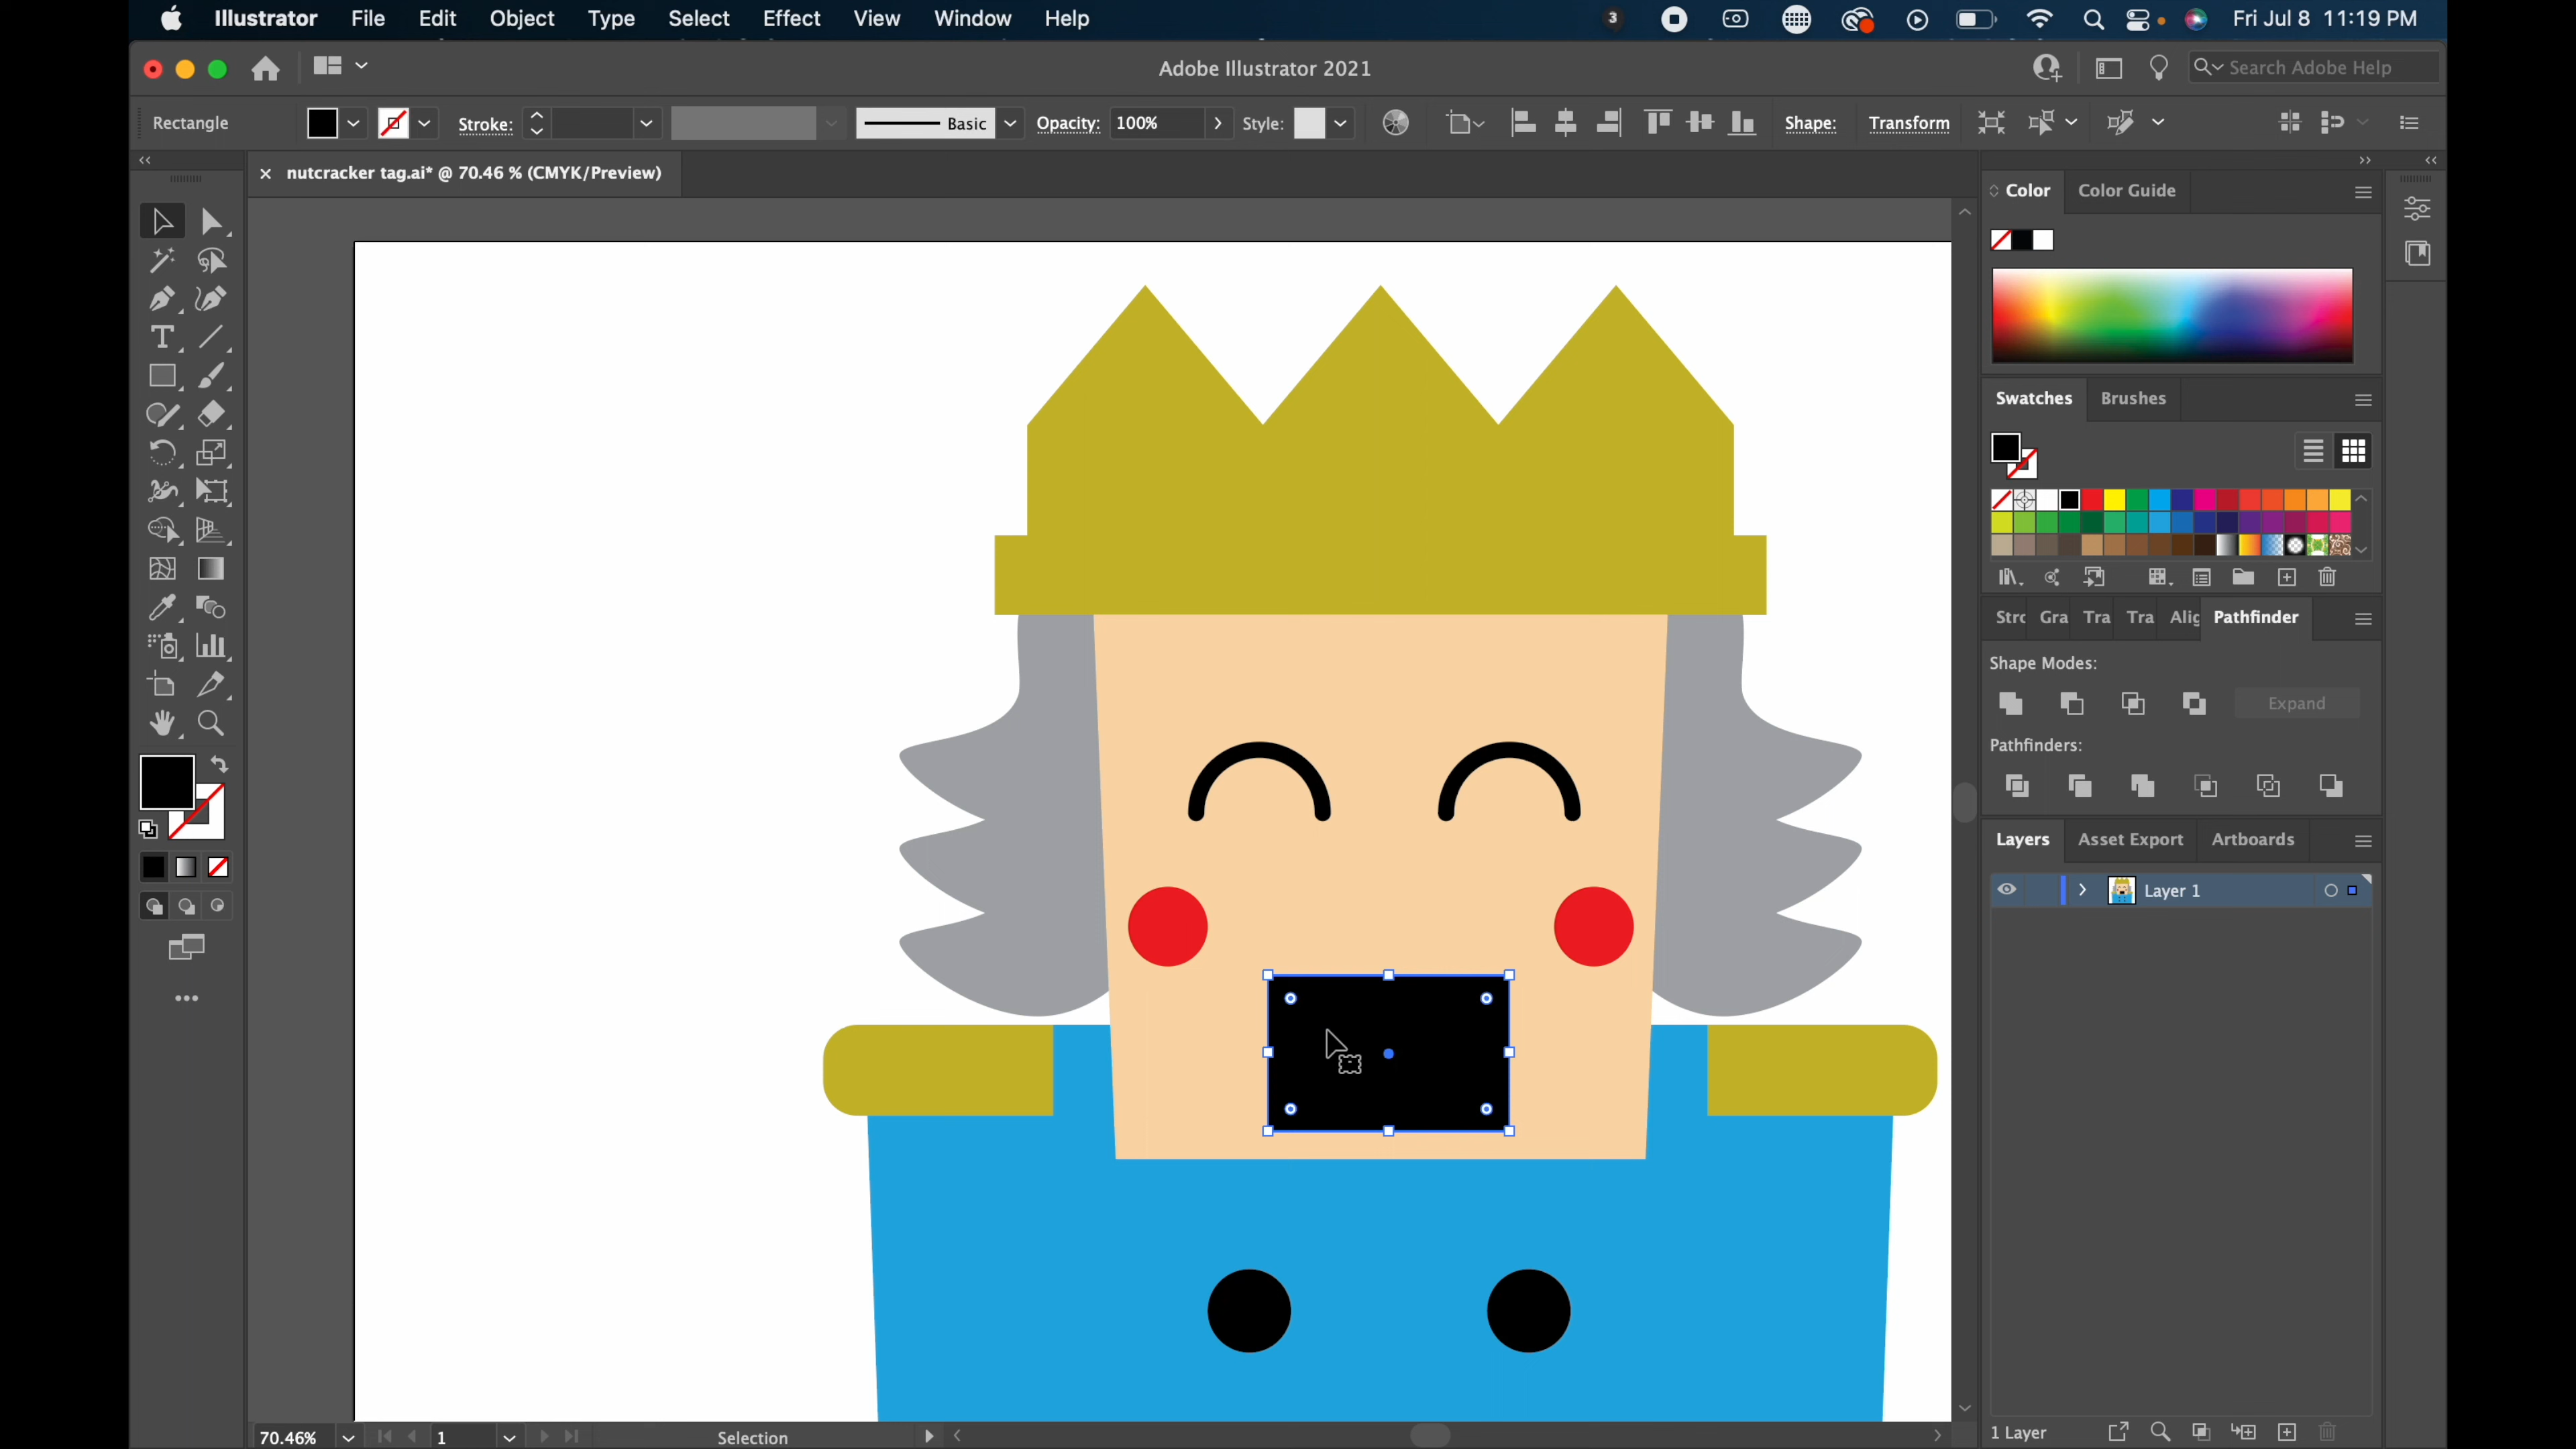 Illustrator File Edit Object Type Select Effect View Window Help 3 Fri Jul 8 11:19 PM
Adobe Illustrator 2021 Search Adobe Help
Rectangle Stroke: Basic Opacity: 100% Style: Shape: Transform
nutcracker tag.ai* @ 70.46 % (CMYK/Preview)
Color Color Guide
Swatches Brushes
Strc Gra Tra Tra Alig Pathfinder
Shape Modes:
Expand
Pathfinders:
Layers Asset Export Artboards
Layer 1
70.46% 1 Selection 1 Layer